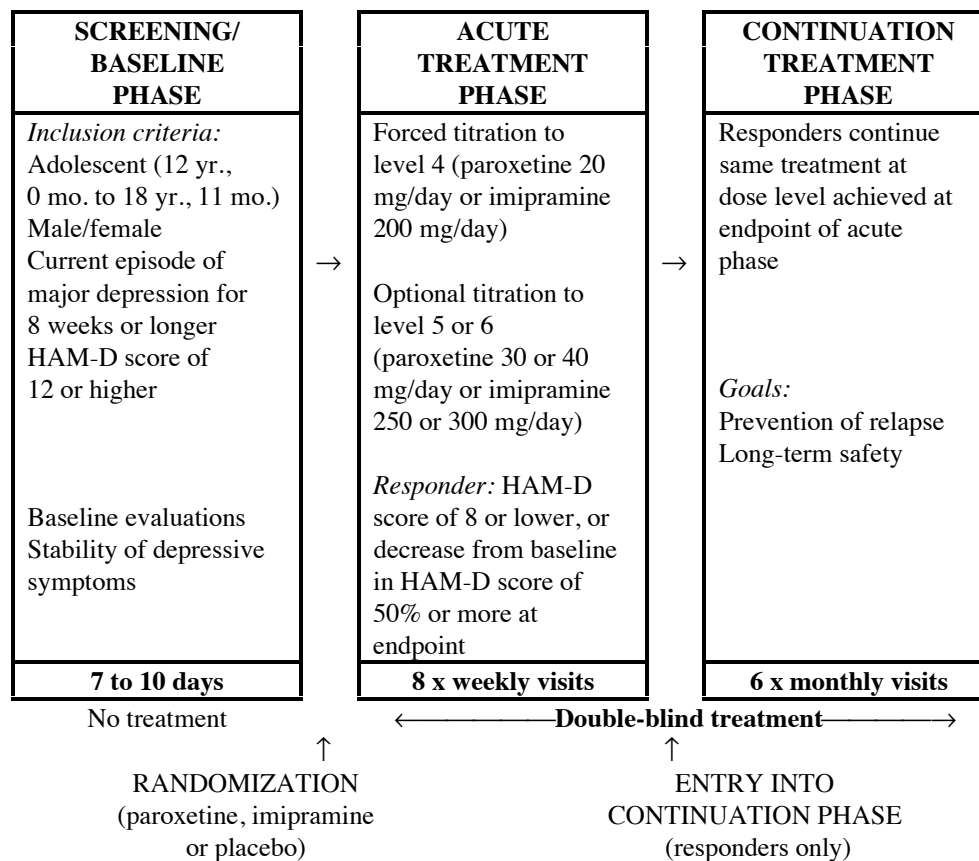 SCREENING/
BASELINE
PHASE
Inclusion criteria:
Adolescent (12 yr.,
0 mo. to 18 yr., 11 mo.)
Male/female
Current episode of
major depression for
8 weeks or longer
HAM-D score of
12 or higher
Baseline evaluations
Stability of depressive
symptoms
7 to 10 days
No treatment
→
ACUTE
TREATMENT
PHASE
Forced titration to
level 4 (paroxetine 20
mg/day or imipramine
200 mg/day)
Optional titration to
level 5 or 6
(paroxetine 30 or 40
mg/day or imipramine
250 or 300 mg/day)
Responder: HAM-D
score of 8 or lower, or
decrease from baseline
in HAM-D score of
50% or more at
endpoint
8 x weekly visits
→
CONTINUATION
TREATMENT
PHASE
Responders continue
same treatment at
dose level achieved at
endpoint of acute
phase
Goals:
Prevention of relapse
Long-term safety
6 x monthly visits
←Double-blind treatment→
↑
RANDOMIZATION
(paroxetine, imipramine
or placebo)
↑
ENTRY INTO
CONTINUATION PHASE
(responders only)